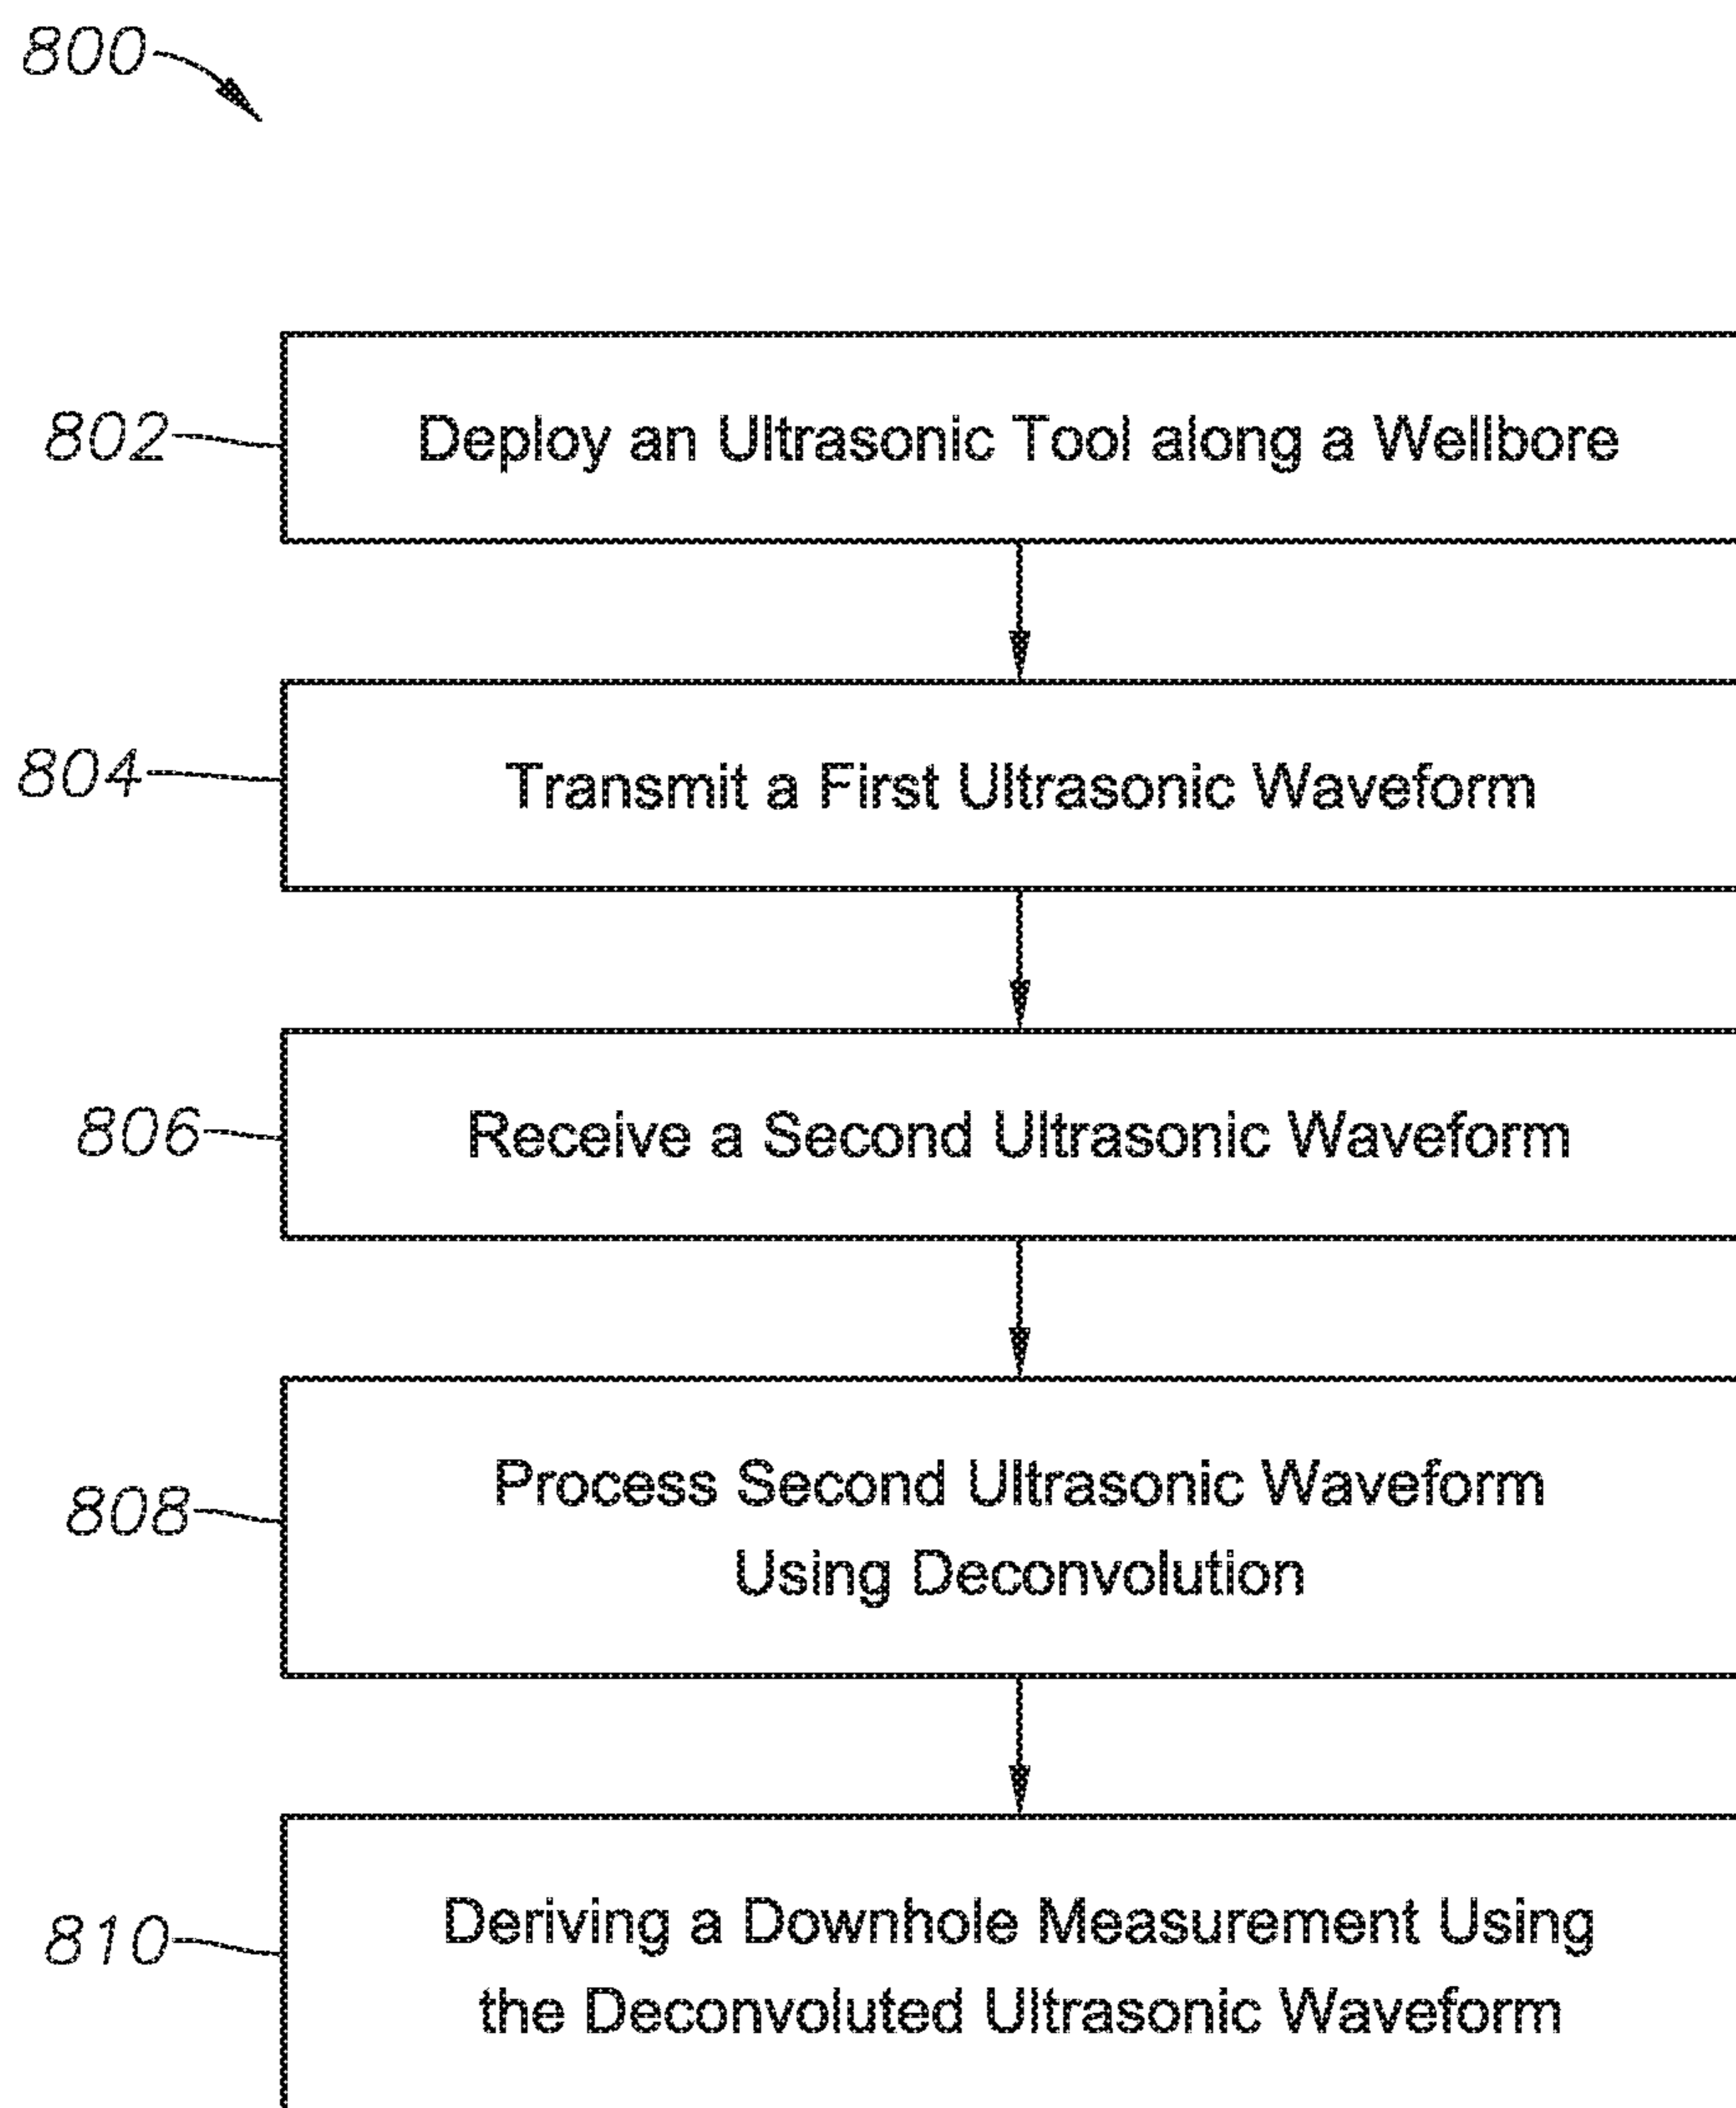 800
802
Deploy an Ultrasonic Tool along a Wellbore
804
Transmit a First Ultrasonic Waveform
806
Receive a Second Ultrasonic Waveform
808
Process Second Ultrasonic Waveform
Using Deconvolution
810
Deriving a Downhole Measurement Using
the Deconvoluted Ultrasonic Waveform